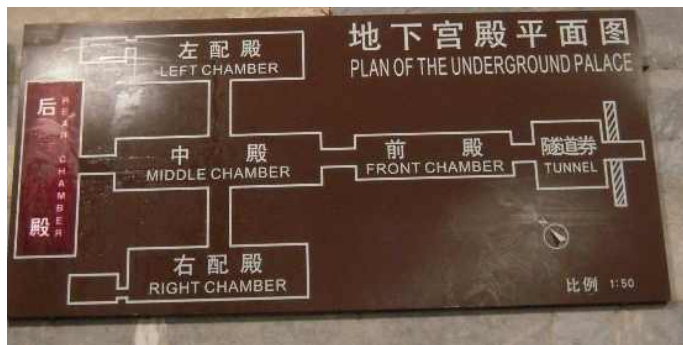 地下宫殿平面图
PLAN OF THE UNDERGROUND PALACE
左配殿
LEFT CHAMBER
后殿
REAR CHAMBER
中殿
MIDDLE CHAMBER
前殿
FRONT CHAMBER
隧道券
TUNNEL
右配殿
RIGHT CHAMBER
比例 1:50